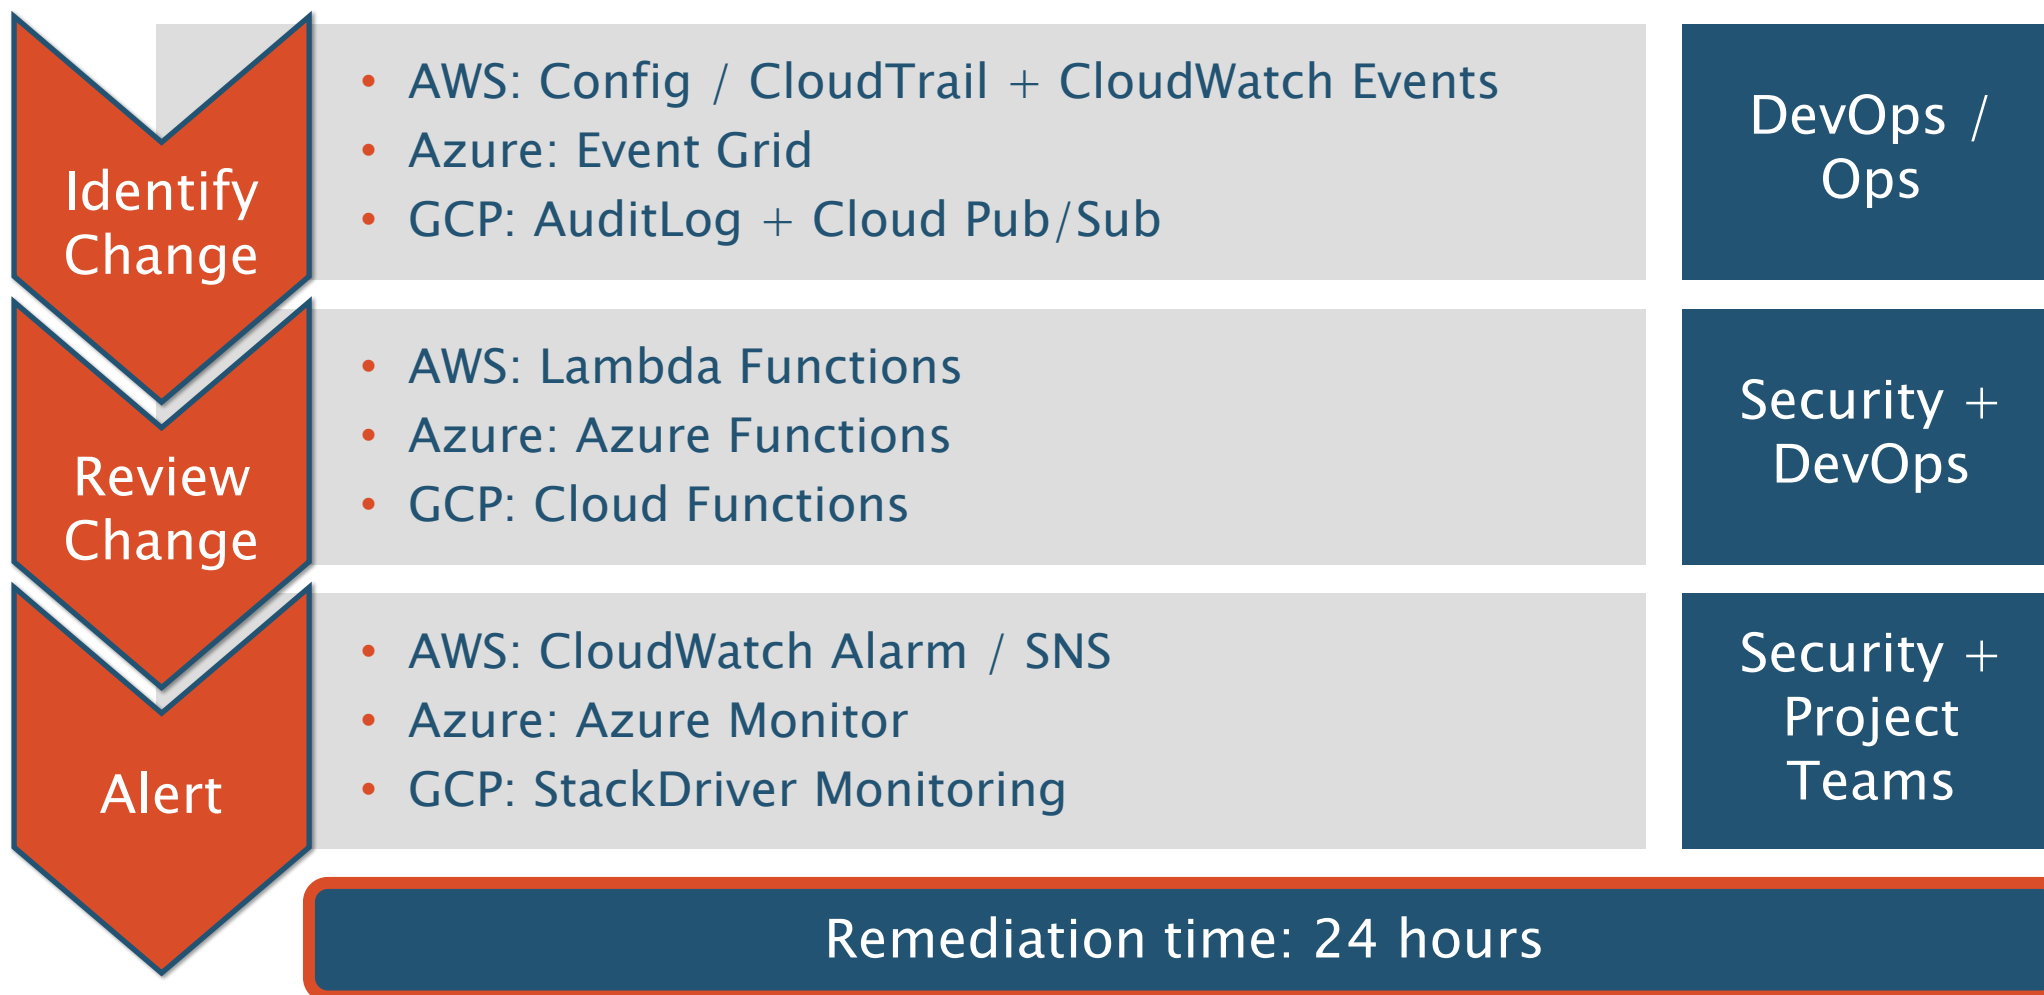 Identify
Change
• AWS: Config / CloudTrail + CloudWatch Events
• Azure: Event Grid
• GCP: AuditLog + Cloud Pub/Sub
DevOps /
Ops
Review
Change
• AWS: Lambda Functions
• Azure: Azure Functions
• GCP: Cloud Functions
Security +
DevOps
Alert
• AWS: CloudWatch Alarm / SNS
• Azure: Azure Monitor
• GCP: StackDriver Monitoring
Security +
Project
Teams
Remediation time: 24 hours